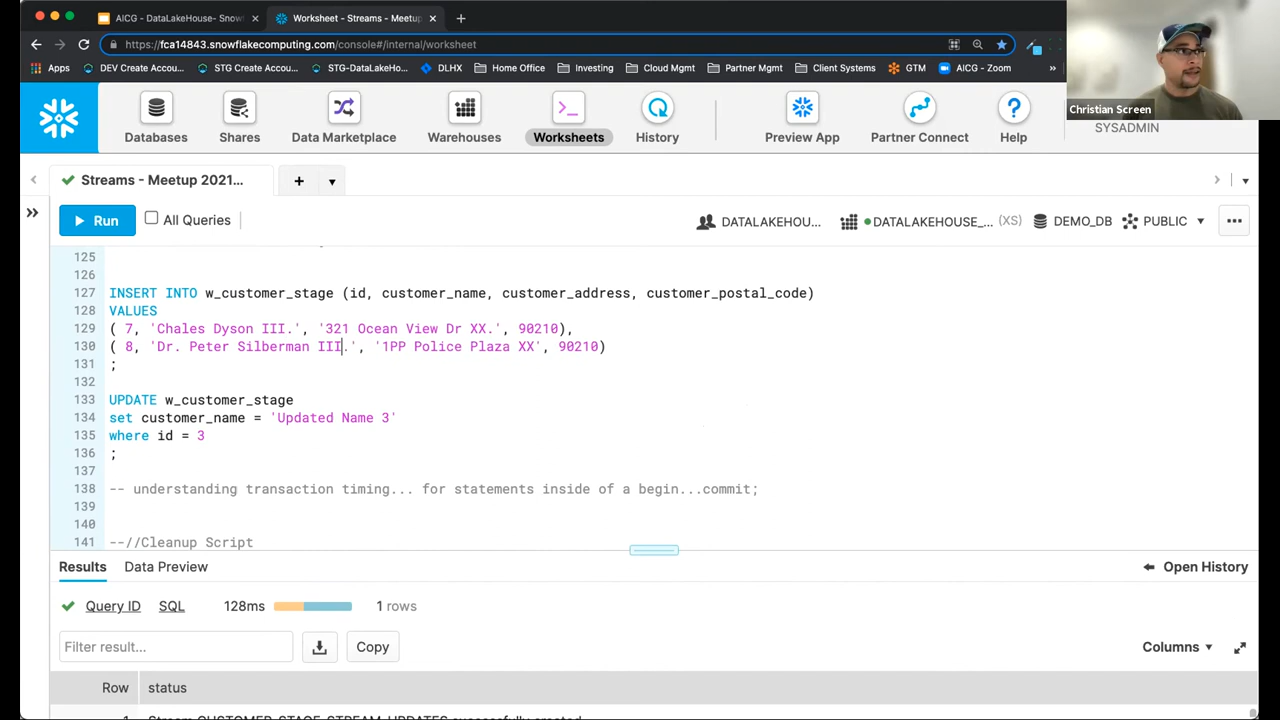 AICG - DataLakeHouse- Snow
Worksheet - Streams - Meetup
https://fca14843.snowflakecomputing.com/console#/internal/worksheet
Apps
DEV Create Accou...
STG Create Accoun...
STG-DataLakeHo...
DLHX
Home Office
Investing
Cloud Mgmt
Partner Mgmt
Client Systems
GTM
AICG - Zoom
»
Christian Screen
SYSADMIN
Databases
Shares
Data Marketplace
Warehouses
Worksheets
History
Preview App
Partner Connect
Help
Streams - Meetup 2021...
Run
All Queries
DATALAKEHOU...
DATALAKEHOUSE_... (XS)
DEMO_DB
PUBLIC
125
126
127 INSERT INTO w_customer_stage (id, customer_name, customer_address, customer_postal_code)
128 VALUES
129 ( 7, 'Chales Dyson III.', '321 Ocean View Dr XX.', 90210),
130 ( 8, 'Dr. Peter Silberman III.', '1PP Police Plaza XX', 90210)
131 ;
132
133 UPDATE w_customer_stage
134 set customer_name = 'Updated Name 3'
135 where id = 3
136 ;
137
138 -- understanding transaction timing... for statements inside of a begin...commit;
139
140
141 --//Cleanup Script
Results
Data Preview
Open History
Query ID
SQL
128ms
1 rows
Filter result...
Copy
Columns
Row
status
1 Stream CUSTOMER_STAGE_STREAM_UPDATES successfully created.